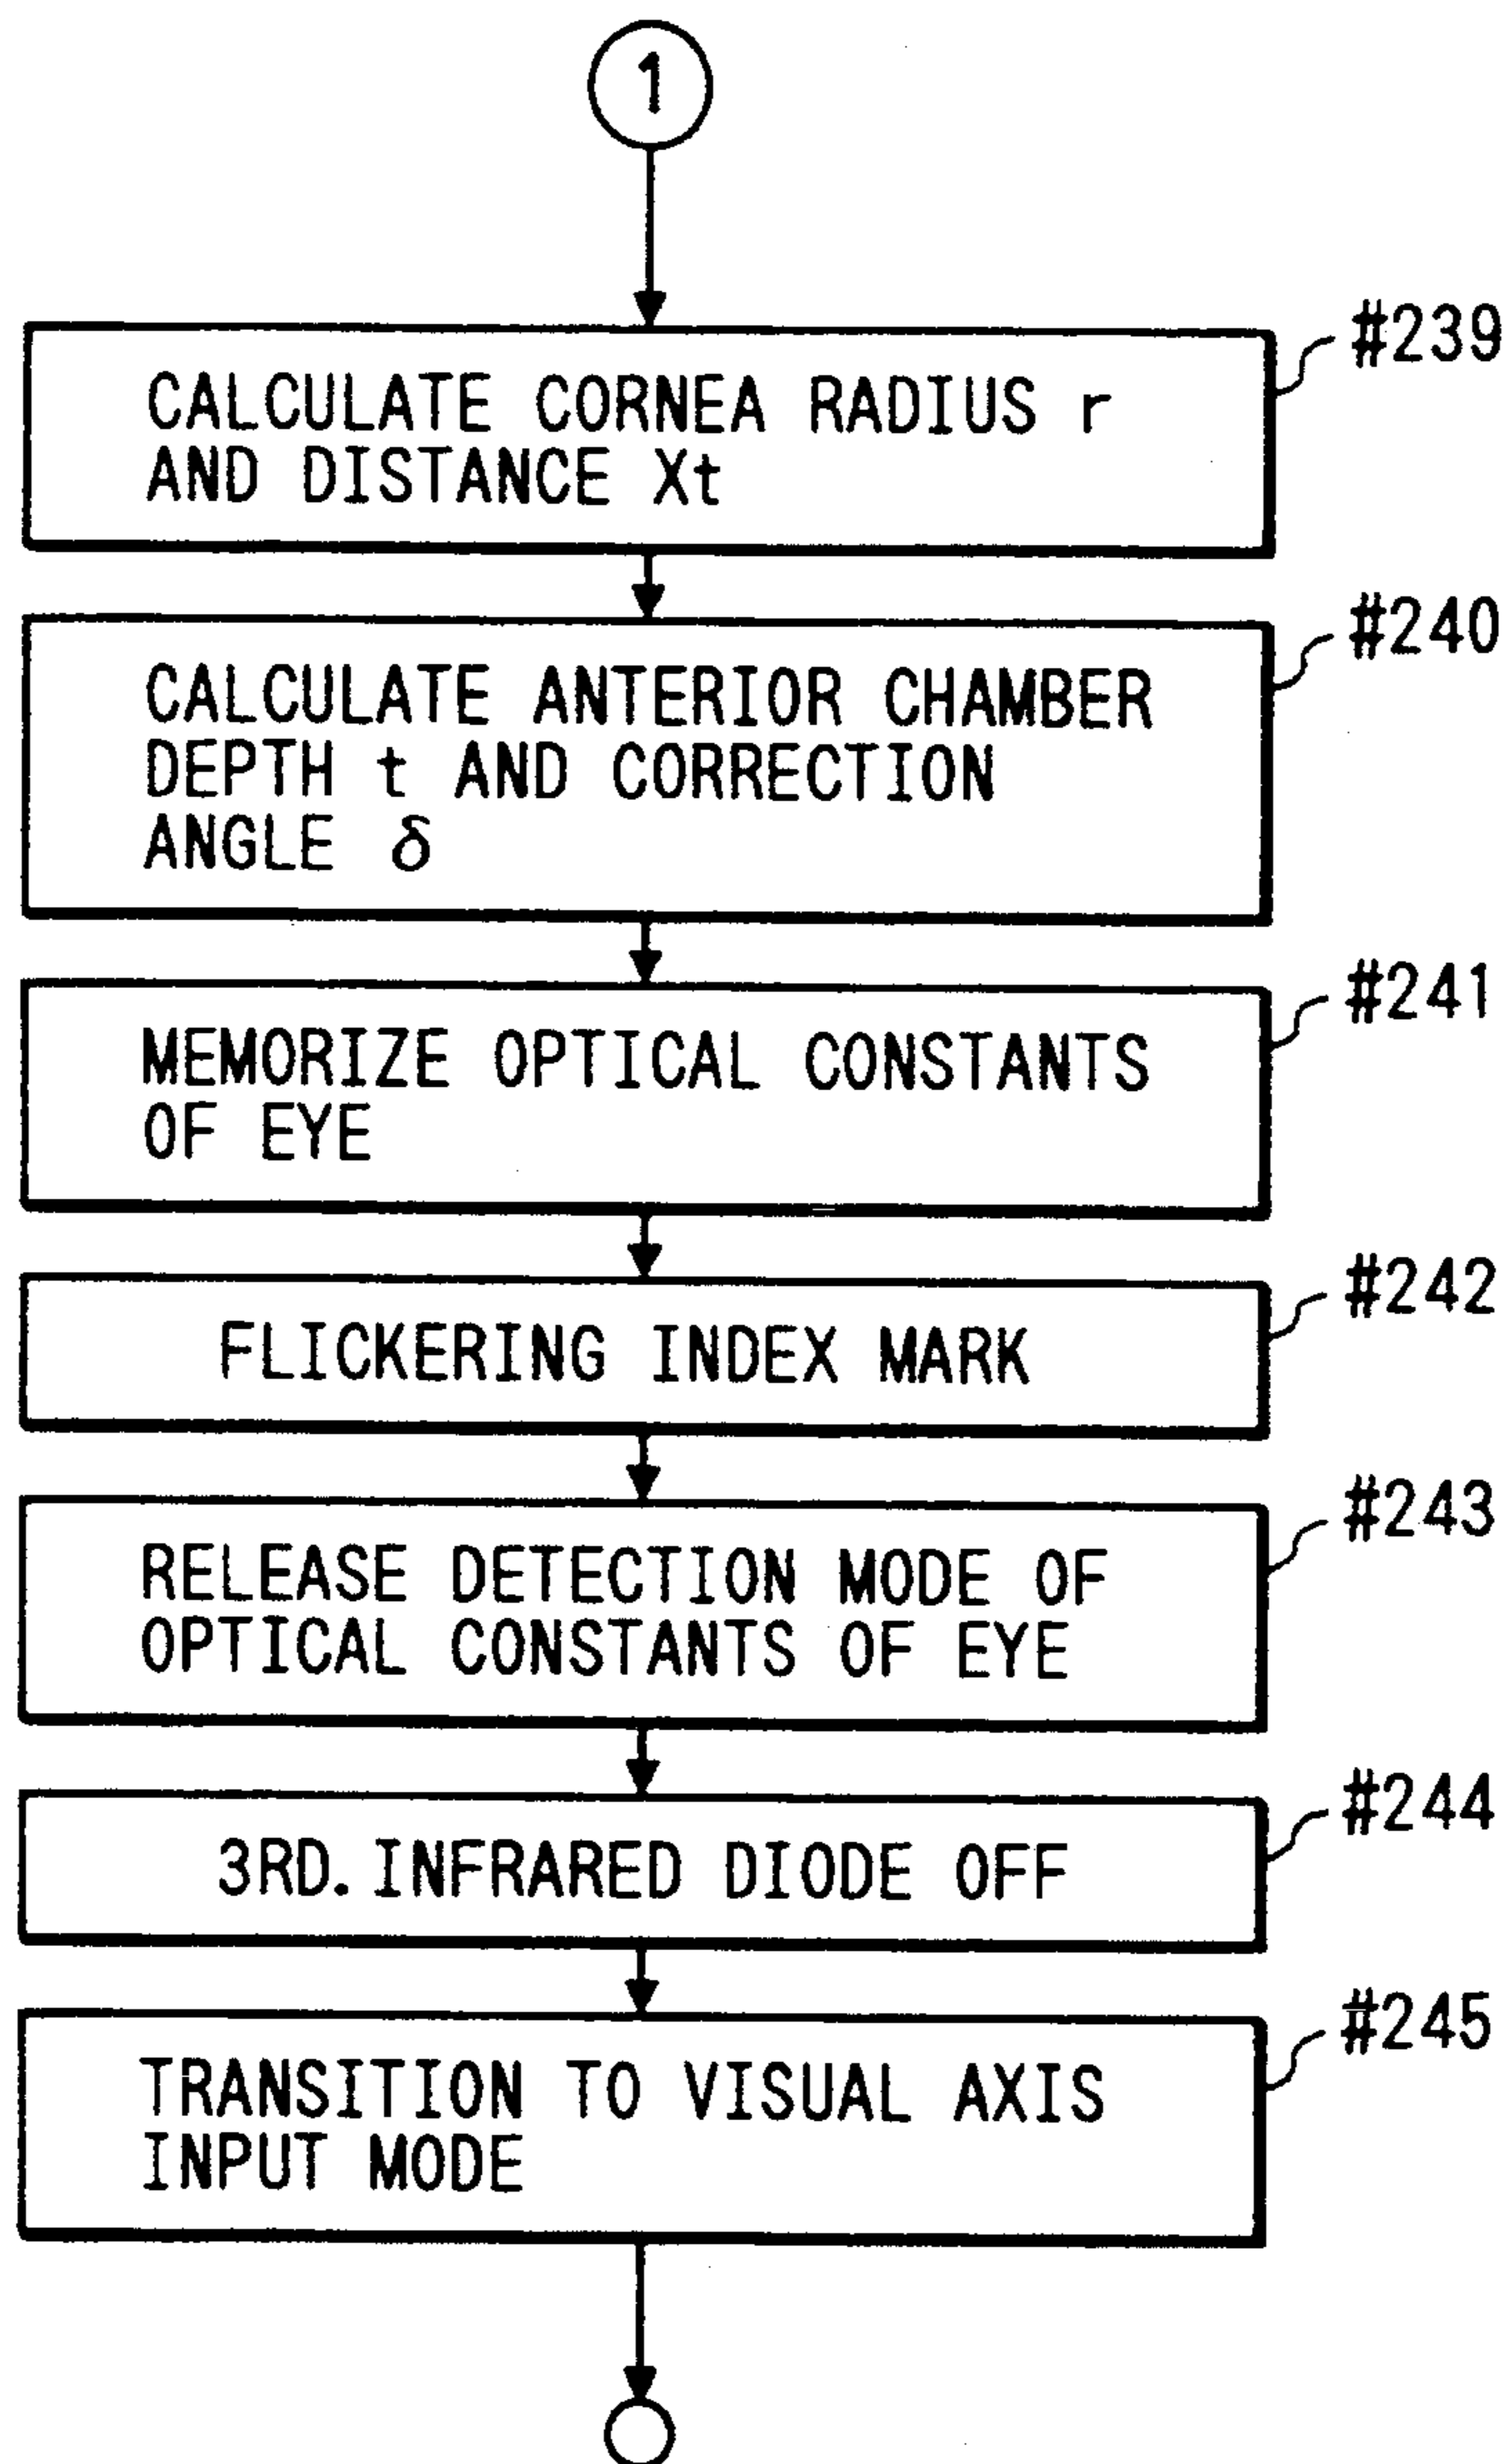 1
#239
CALCULATE CORNEA RADIUS r
AND DISTANCE Xt
#240
CALCULATE ANTERIOR CHAMBER
DEPTH t AND CORRECTION
ANGLE δ
#241
MEMORIZE OPTICAL CONSTANTS
OF EYE
#242
FLICKERING INDEX MARK
#243
RELEASE DETECTION MODE OF
OPTICAL CONSTANTS OF EYE
#244
3RD. INFRARED DIODE OFF
#245
TRANSITION TO VISUAL AXIS
INPUT MODE